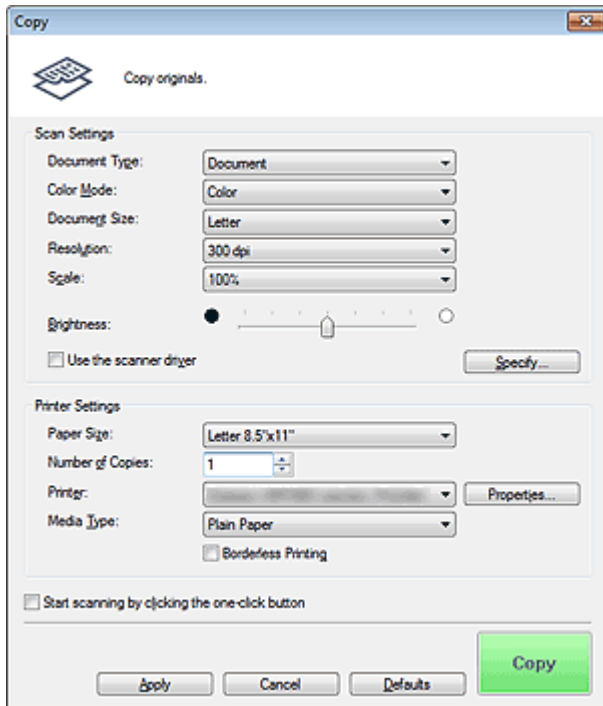 Copy
Copy originals.
Scan Settings
Document Type: Document
Color Mode: Color
Document Size: Letter
Resolution: 300 dpi
Scale: 100%
Brightness:
Use the scanner driver Specify...
Printer Settings
Paper Size: Letter 8.5"x11"
Number of Copies: 1
Printer: Properties...
Media Type: Plain Paper
Borderless Printing
Start scanning by clicking the one-click button
Apply Cancel Defaults Copy